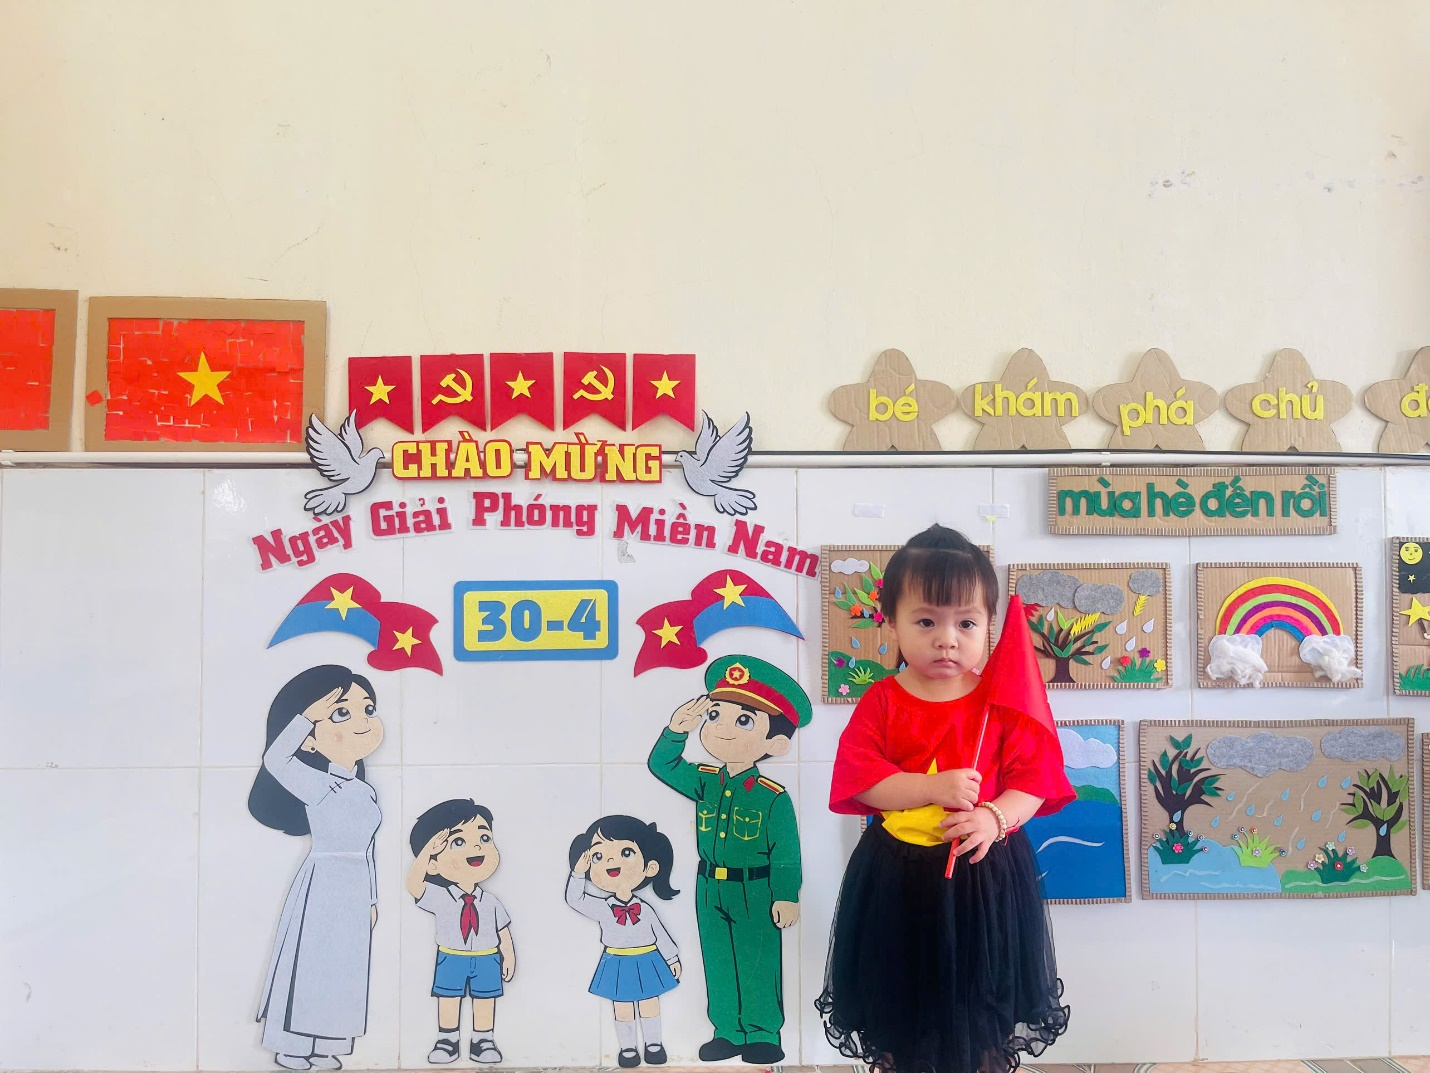 CHÀO MỪNG
Ngày Giải Phóng Miền Nam
30-4
bé khám phá chủ
mùa hè đến rồi